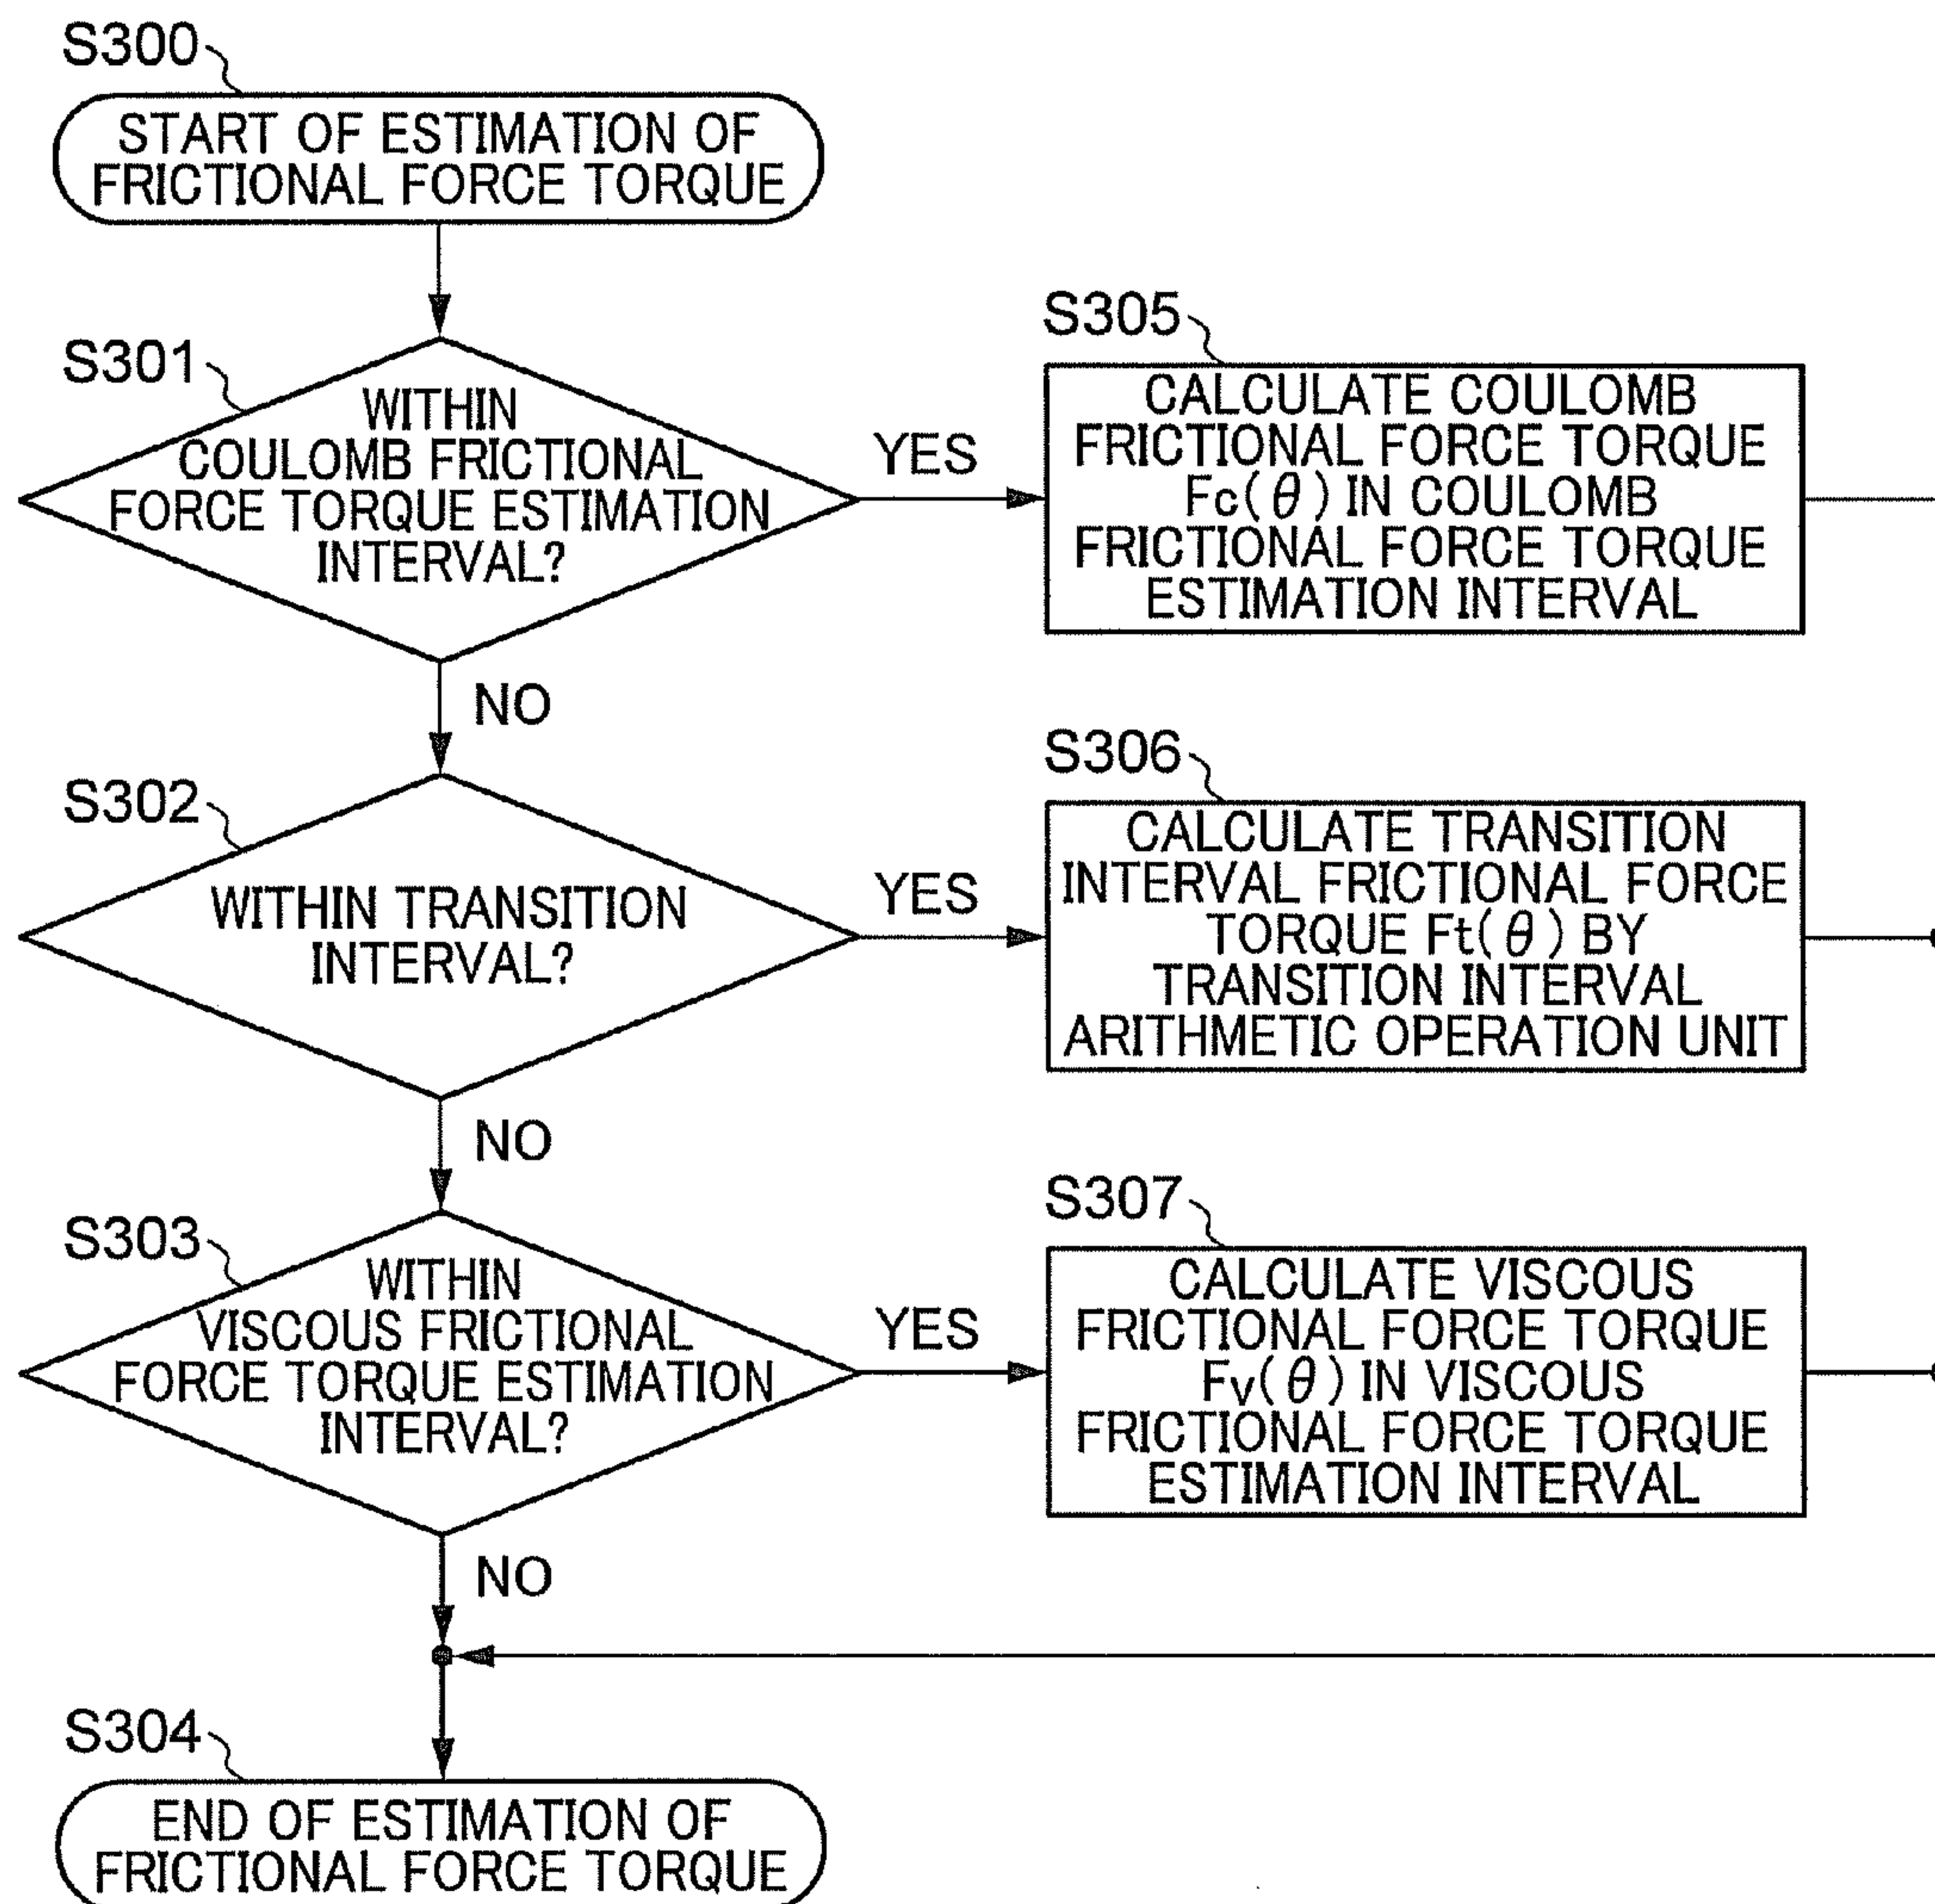 S300
START OF ESTIMATION OF
FRICTIONAL FORCE TORQUE
S301
WITHIN
COULOMB FRICTIONAL
FORCE TORQUE ESTIMATION
INTERVAL?
YES
S305
CALCULATE COULOMB
FRICTIONAL FORCE TORQUE
Fc(θ) IN COULOMB
FRICTIONAL FORCE TORQUE
ESTIMATION INTERVAL
NO
S302
WITHIN TRANSITION
INTERVAL?
YES
S306
CALCULATE TRANSITION
INTERVAL FRICTIONAL FORCE
TORQUE Ft(θ) BY
TRANSITION INTERVAL
ARITHMETIC OPERATION UNIT
NO
S303
WITHIN
VISCOUS FRICTIONAL
FORCE TORQUE ESTIMATION
INTERVAL?
YES
S307
CALCULATE VISCOUS
FRICTIONAL FORCE TORQUE
Fv(θ) IN VISCOUS
FRICTIONAL FORCE TORQUE
ESTIMATION INTERVAL
NO
S304
END OF ESTIMATION OF
FRICTIONAL FORCE TORQUE